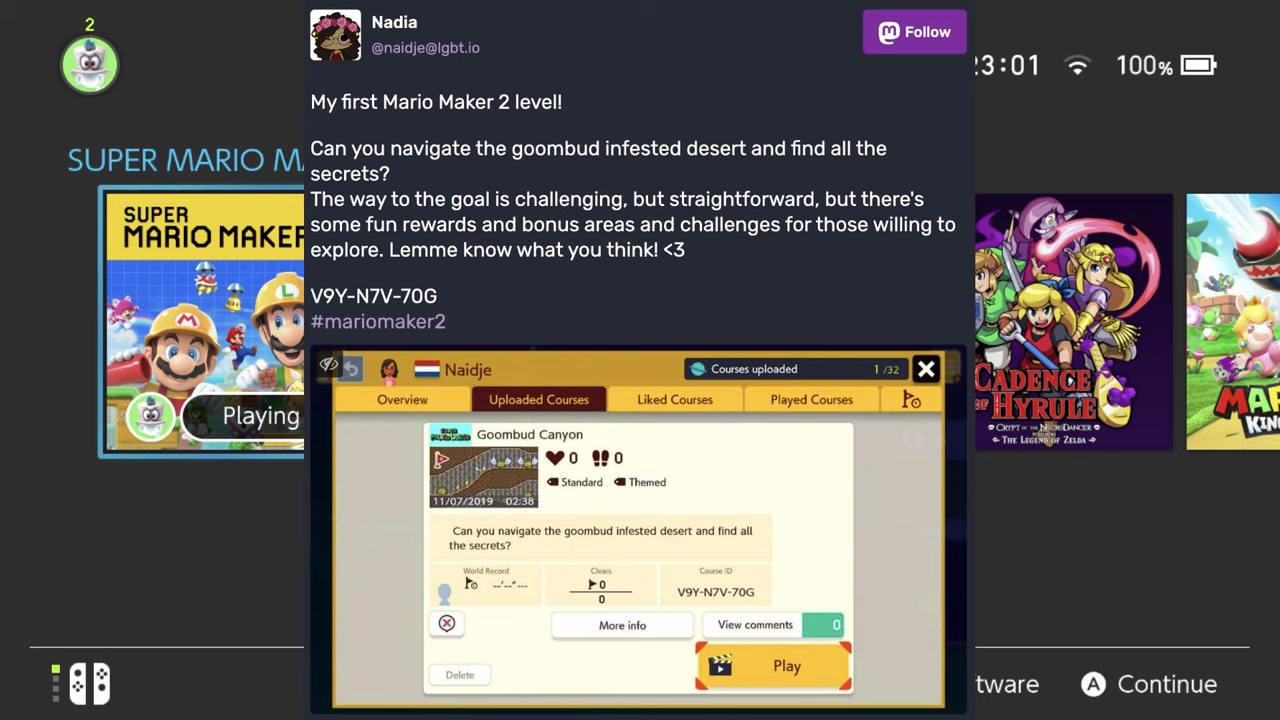 2
Nadia
@naidje@lgbt.io
Follow
23:01
100%
SUPER MARIO MA
My first Mario Maker 2 level!
Can you navigate the goombud infested desert and find all the
secrets?
The way to the goal is challenging, but straightforward, but there's
some fun rewards and bonus areas and challenges for those willing to
explore. Lemme know what you think! <3
V9Y-N7V-70G
#mariomaker2
SUPER
MARIO MAKER
Playing
Naidje
Courses uploaded 1 /32
Overview
Uploaded Courses
Liked Courses
Played Courses
Goombud Canyon
0 0
Standard Themed
11/07/2019 02:38
Can you navigate the goombud infested desert and find all
the secrets?
World Record
--'--"---
Clears
0
0
Course ID
V9Y-N7V-70G
More info
View comments 0
Delete
Play
CADENCE
OF HYRULE
CRYPT OF THE NECRODANCER
FEATURING
THE LEGEND OF ZELDA
MAR
KIN
tware
A Continue